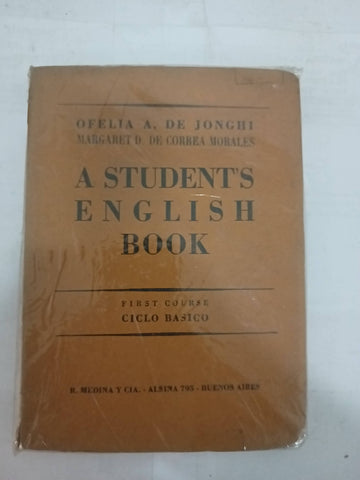 OFELIA A. DE JONGHI
MARGARET D. DE CORREA MORALES
A STUDENT'S
ENGLISH
BOOK
FIRST COURSE
CICLO BASICO
R. MEDINA Y CIA. - ALSINA 795 - BUENOS AIRES